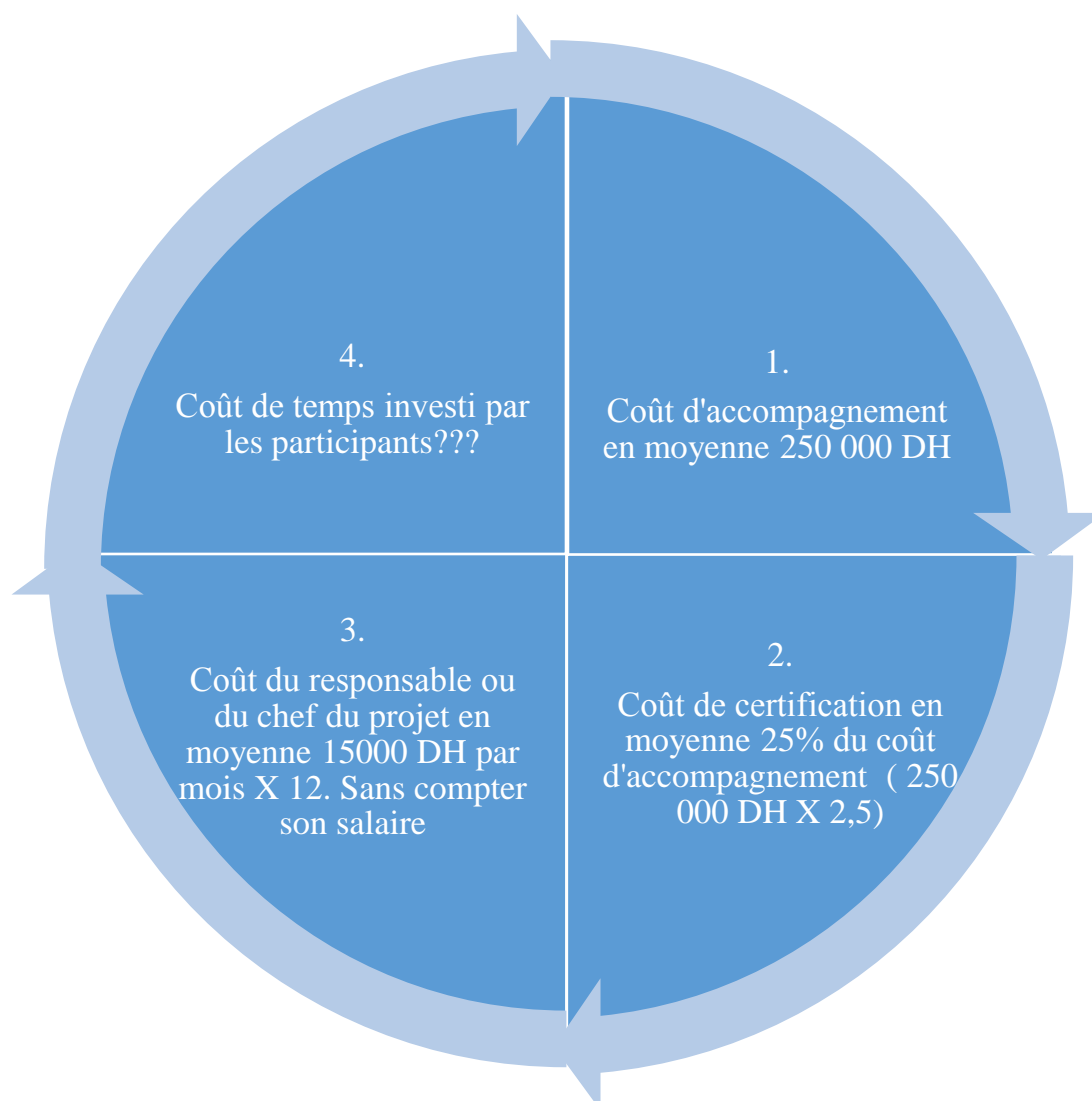 1.
Coût d'accompagnement
en moyenne 250 000 DH
2.
Coût de certification en
moyenne 25% du coût
d'accompagnement ( 250
000 DH X 2,5)
3.
Coût du responsable ou
du chef du projet en
moyenne 15000 DH par
mois X 12. Sans compter
son salaire
4.
Coût de temps investi par
les participants???